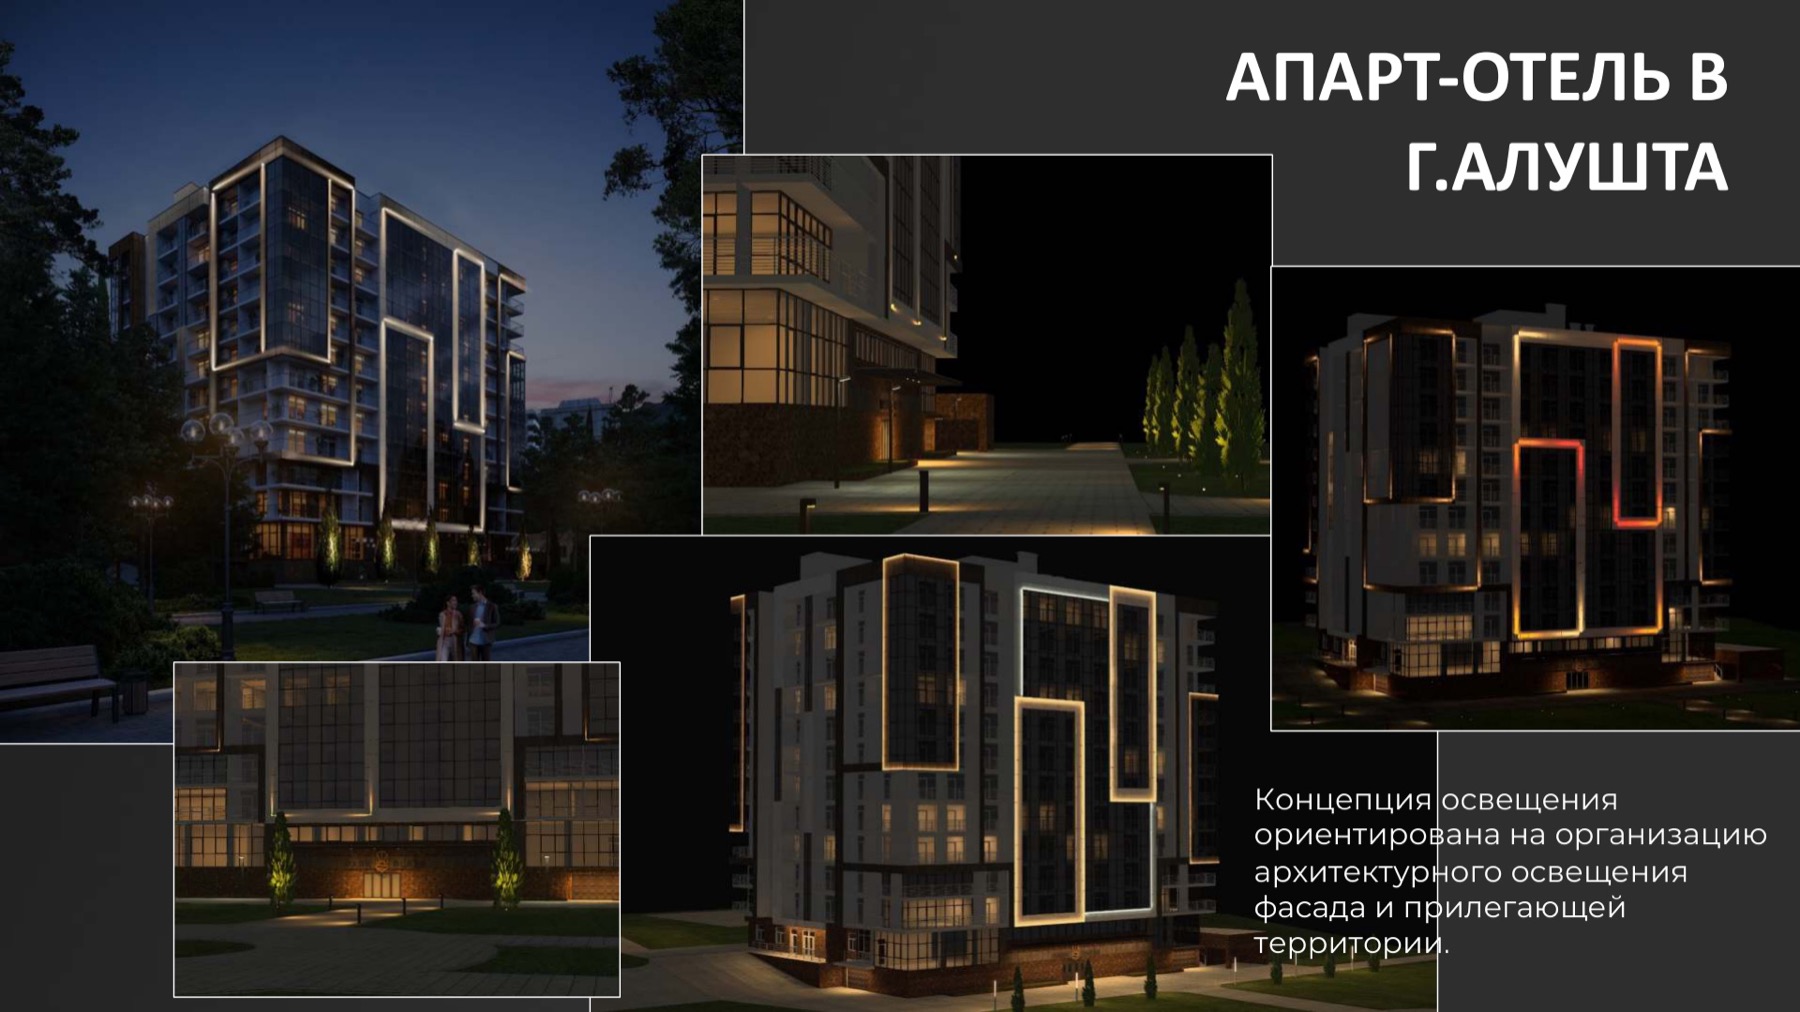 АПАРТ-ОТЕЛЬ В
Г.АЛУШТА
Концепция освещения
ориентирована на организацию
архитектурного освещения
фасада и прилегающей
территории.